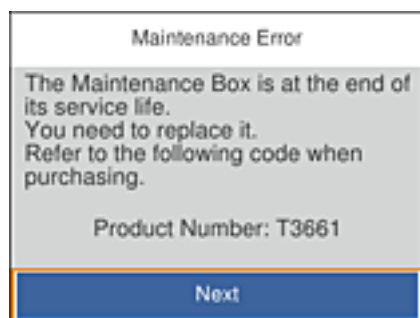 Maintenance Error
The Maintenance Box is at the end of
its service life.
You need to replace it.
Refer to the following code when
purchasing.
Product Number: T3661
Next